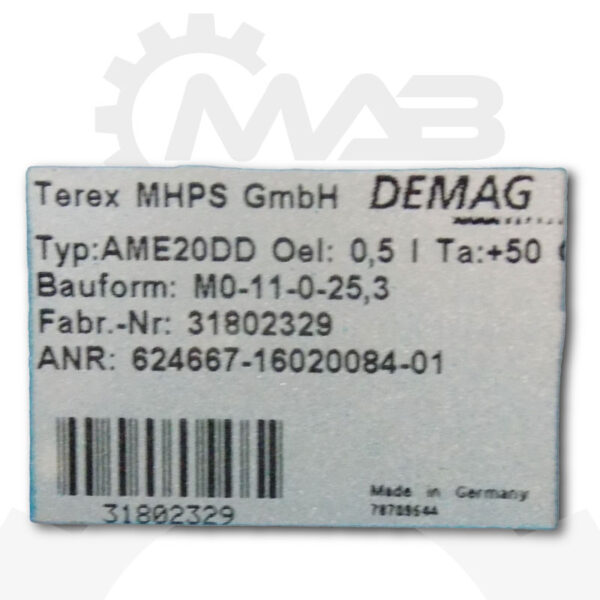 MAB
Terex MHPS GmbH DEMAG
Typ:AME20DD Oel: 0,5 l Ta:+50
Bauform: M0-11-0-25,3
Fabr.-Nr: 31802329
ANR: 624667-16020084-01
31802329
Made in Germany